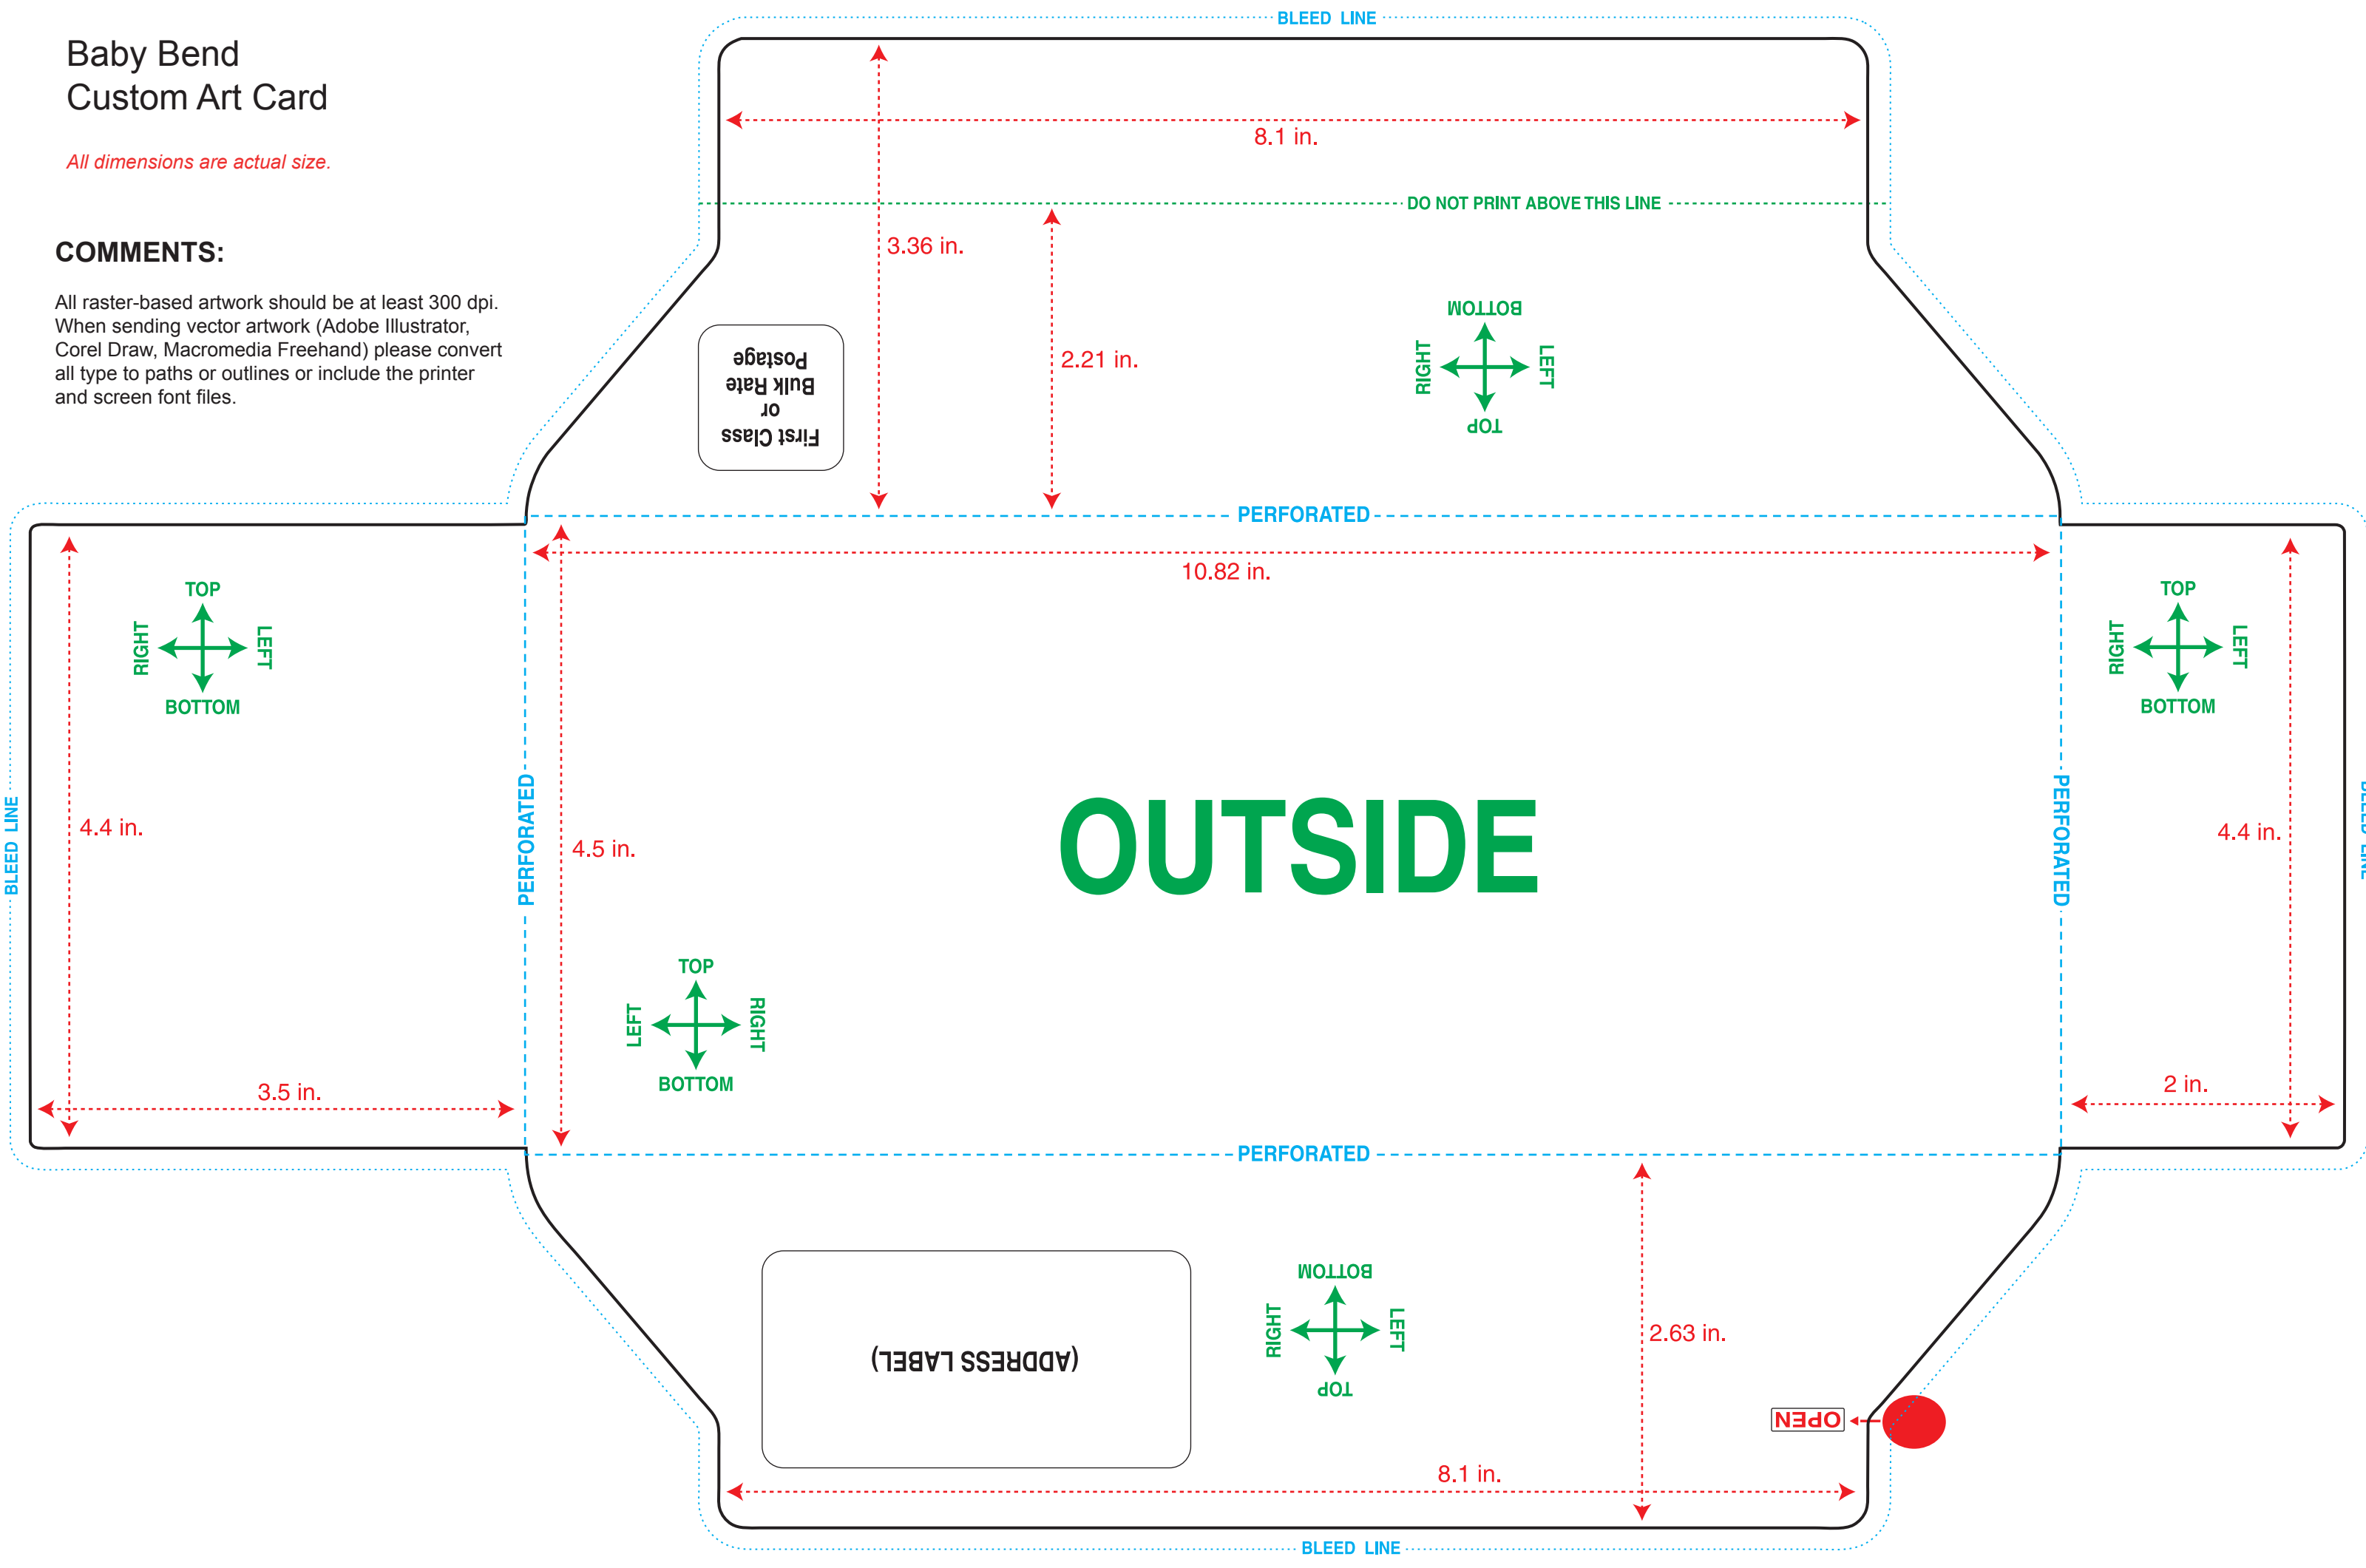 BLEED LINE
Baby Bend
Custom Art Card
All dimensions are actual size.
8.1 in.
DO NOT PRINT ABOVE THIS LINE
COMMENTS:
All raster-based artwork should be at least 300 dpi.
When sending vector artwork (Adobe Illustrator,
Corel Draw, Macromedia Freehand) please convert
all type to paths or outlines or include the printer
and screen font files.
3.36 in.
2.21 in.
First Class
or
Bulk Rate
Postage
BOTTOM
RIGHT
LEFT
TOP
PERFORATED
10.82 in.
TOP
RIGHT
LEFT
BOTTOM
TOP
RIGHT
LEFT
BOTTOM
BLEED LINE
4.4 in.
PERFORATED
4.5 in.
OUTSIDE
PERFORATED
4.4 in.
BLEED LINE
TOP
LEFT
RIGHT
BOTTOM
3.5 in.
2 in.
PERFORATED
BOTTOM
RIGHT
LEFT
TOP
(ADDRESS LABEL)
2.63 in.
OPEN
8.1 in.
BLEED LINE